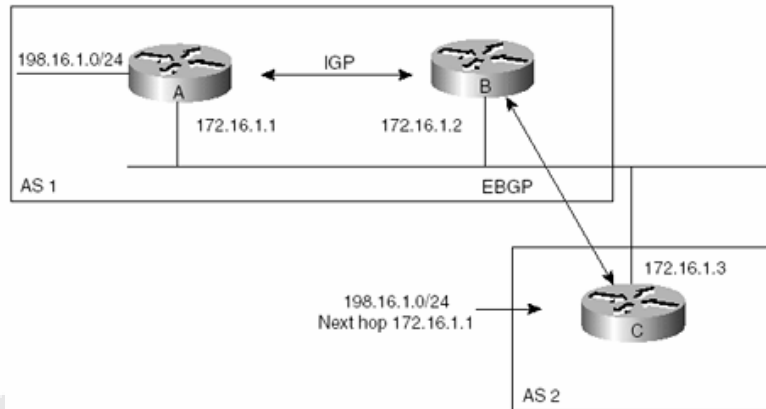 198.16.1.0/24
IGP
A
B
172.16.1.1
172.16.1.2
AS 1
EBGP
172.16.1.3
198.16.1.0/24
Next hop 172.16.1.1
C
AS 2